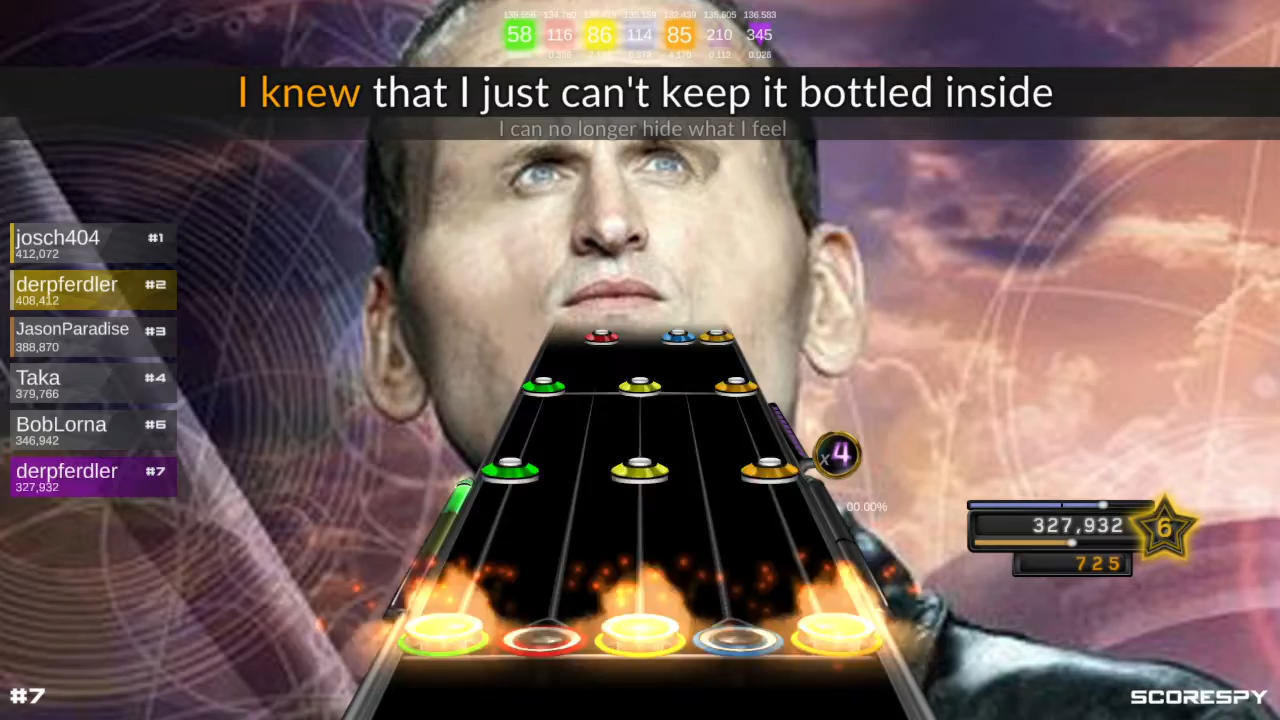 58 116 86 114 85 210 345
I knew that I just can't keep it bottled inside
I can no longer hide what I feel
josch404 #1
412,072
derpferdler #2
408,412
JasonParadise #3
388,870
Taka #4
379,766
BobLorna #6
346,942
derpferdler #7
327,932
x4
00.00%
327,932 6
725
#7
SCORESPY